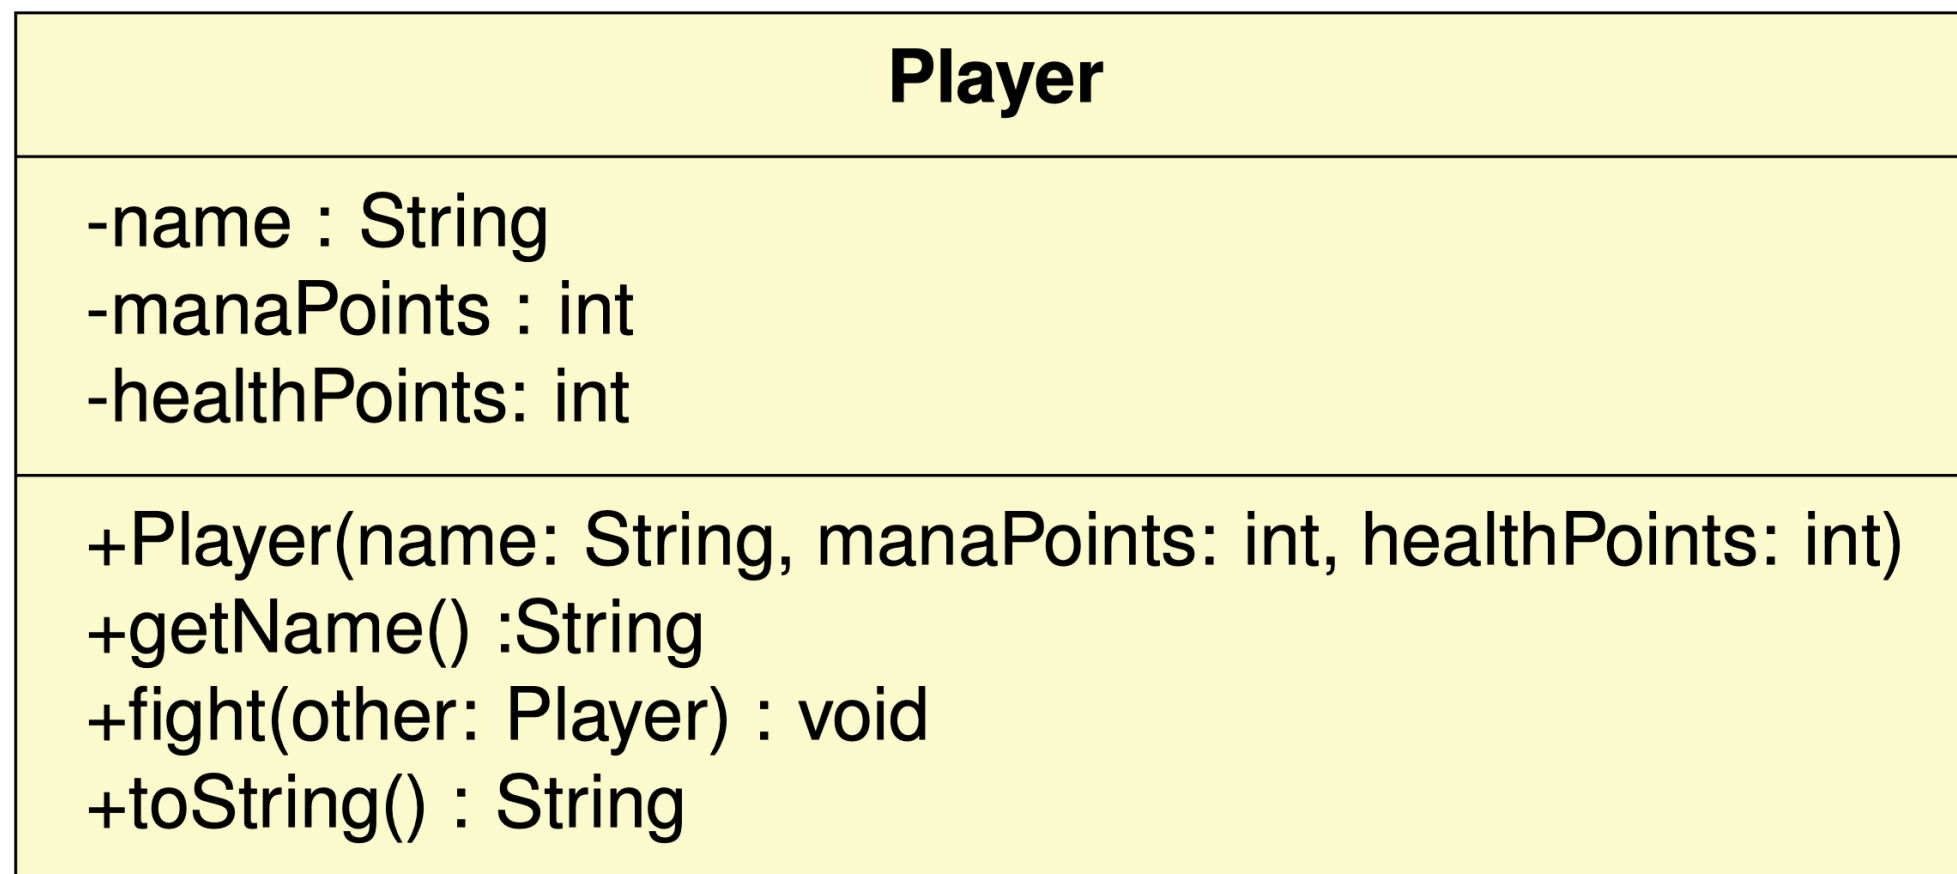 Player
-name : String
-manaPoints : int
-healthPoints: int
+Player(name: String, manaPoints: int, healthPoints: int)
+getName() :String
+fight(other: Player) : void
+toString() : String